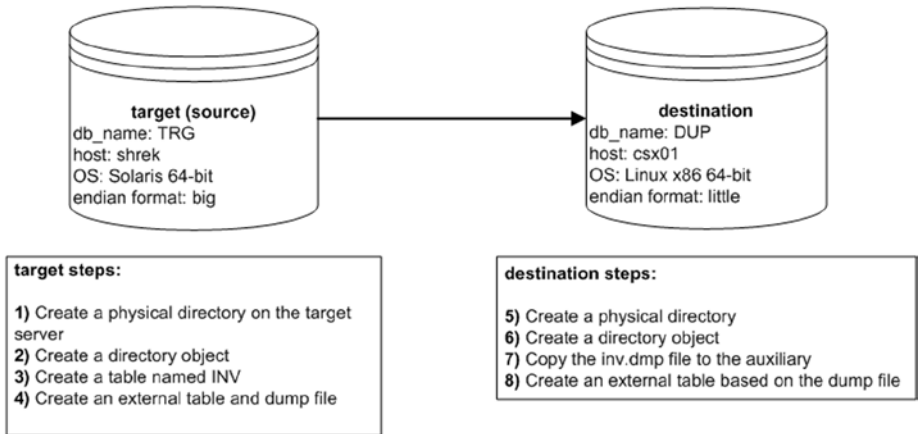 target (source)
db_name: TRG
host: shrek
OS: Solaris 64-bit
endian format: big
destination
db_name: DUP
host: csx01
OS: Linux x86 64-bit
endian format: little
target steps:
1) Create a physical directory on the target
server
2) Create a directory object
3) Create a table named INV
4) Create an external table and dump file
destination steps:
5) Create a physical directory
6) Create a directory object
7) Copy the inv.dmp file to the auxiliary
8) Create an external table based on the dump file